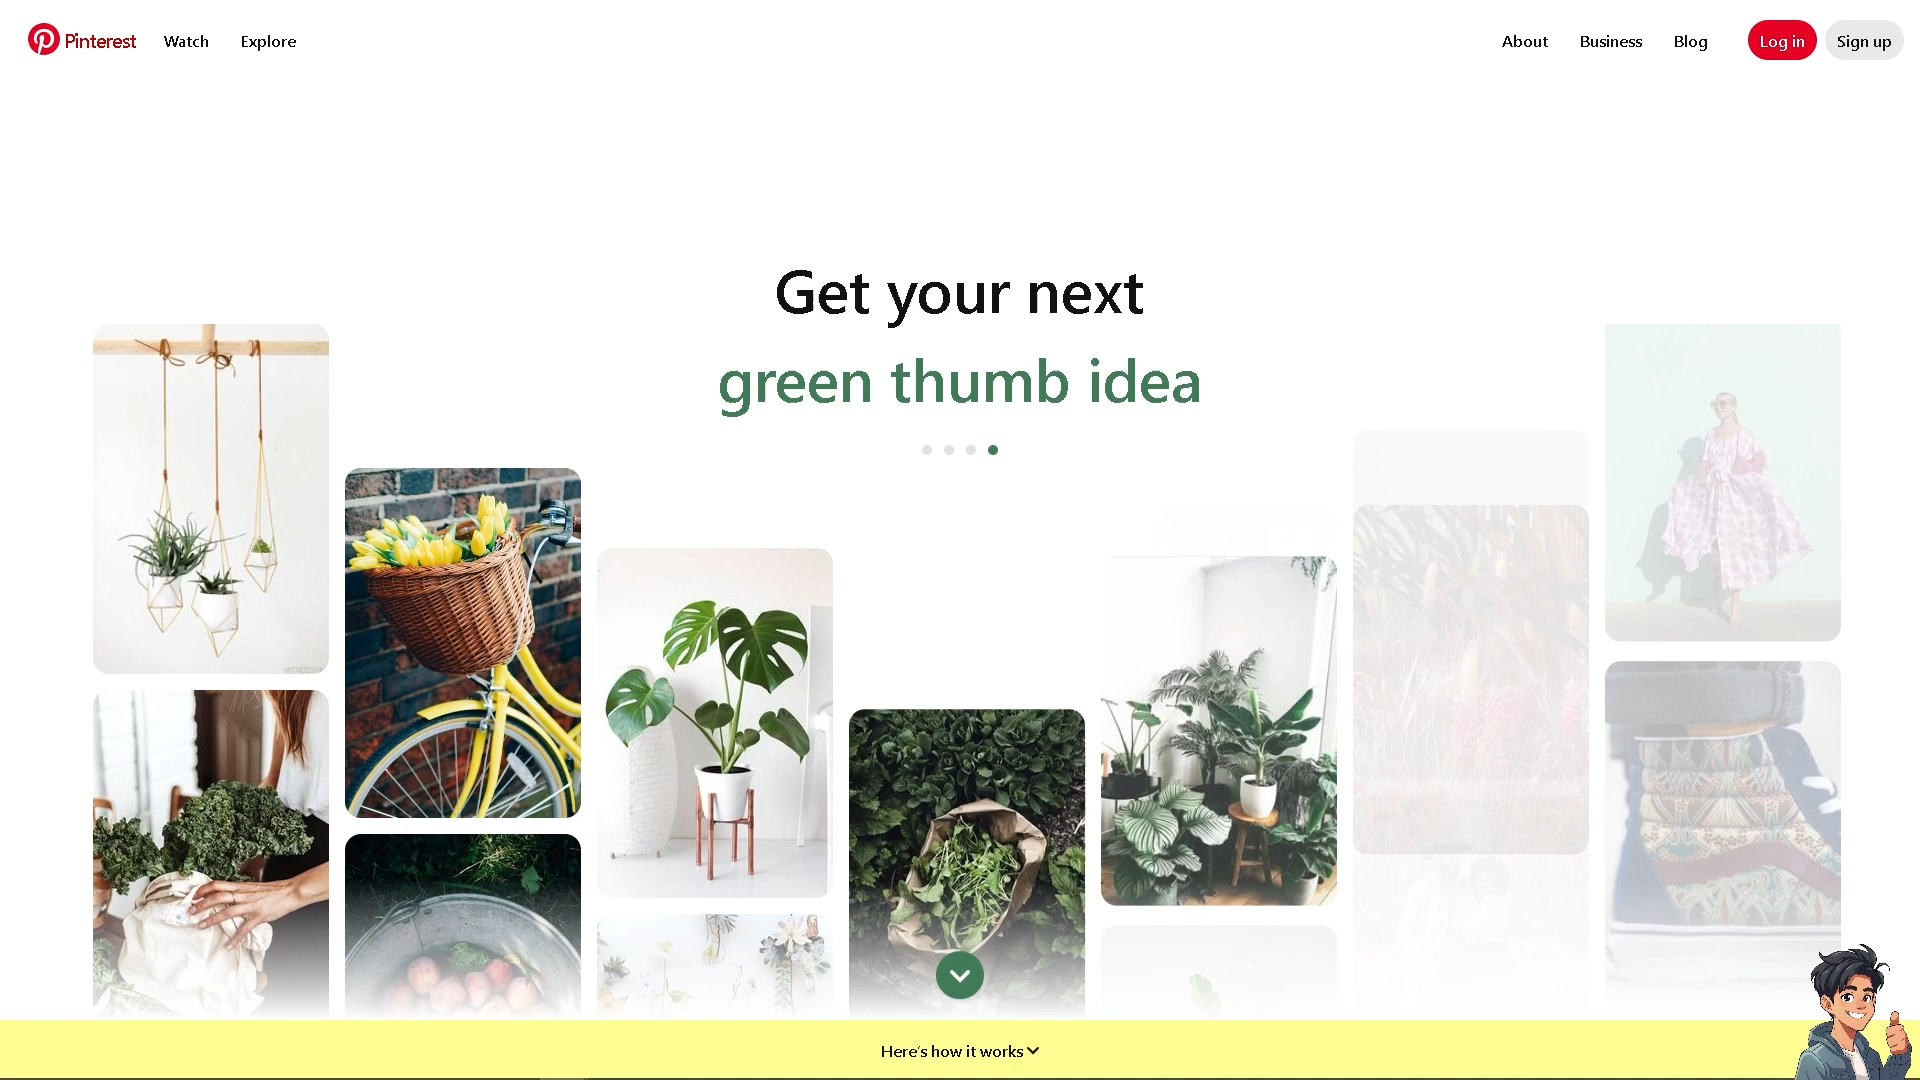 Pinterest
Watch
Explore
About
Business
Blog
Log in
Sign up
Get your next
green thumb idea
Here's how it works